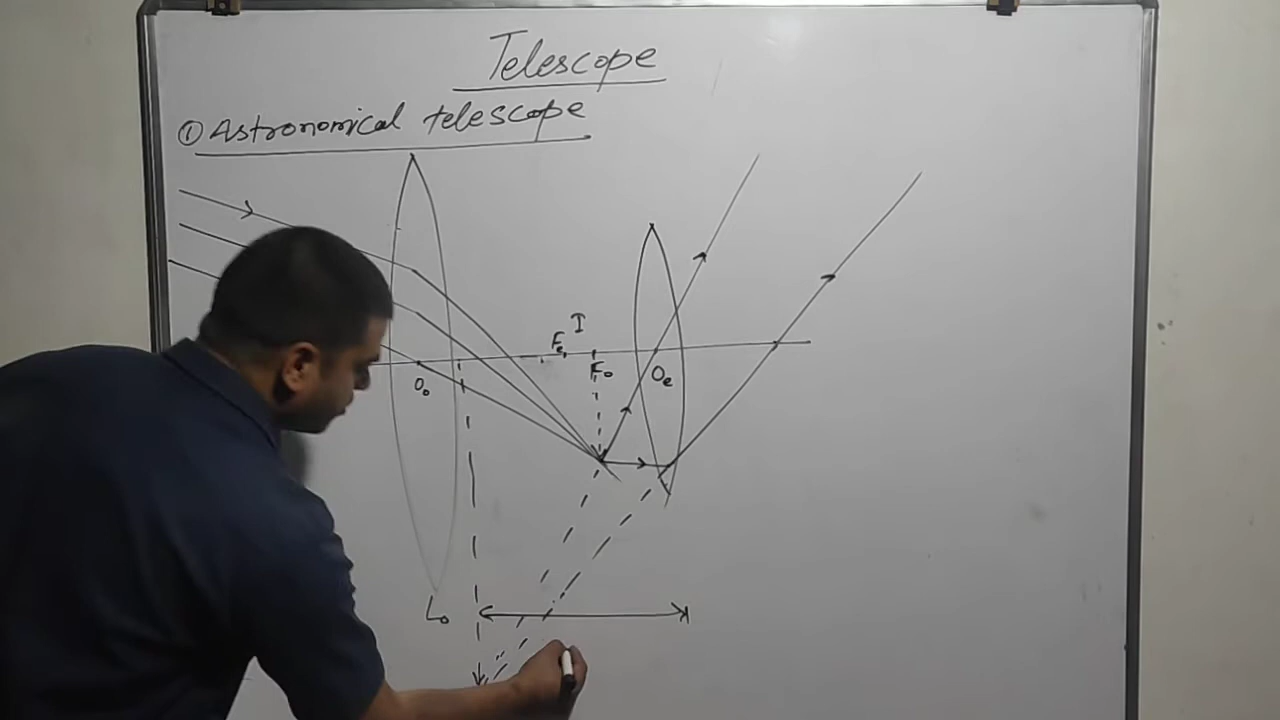 Telescope
① Astronomical telescope
I
Fe
Fo
Oo
Oe
Lo